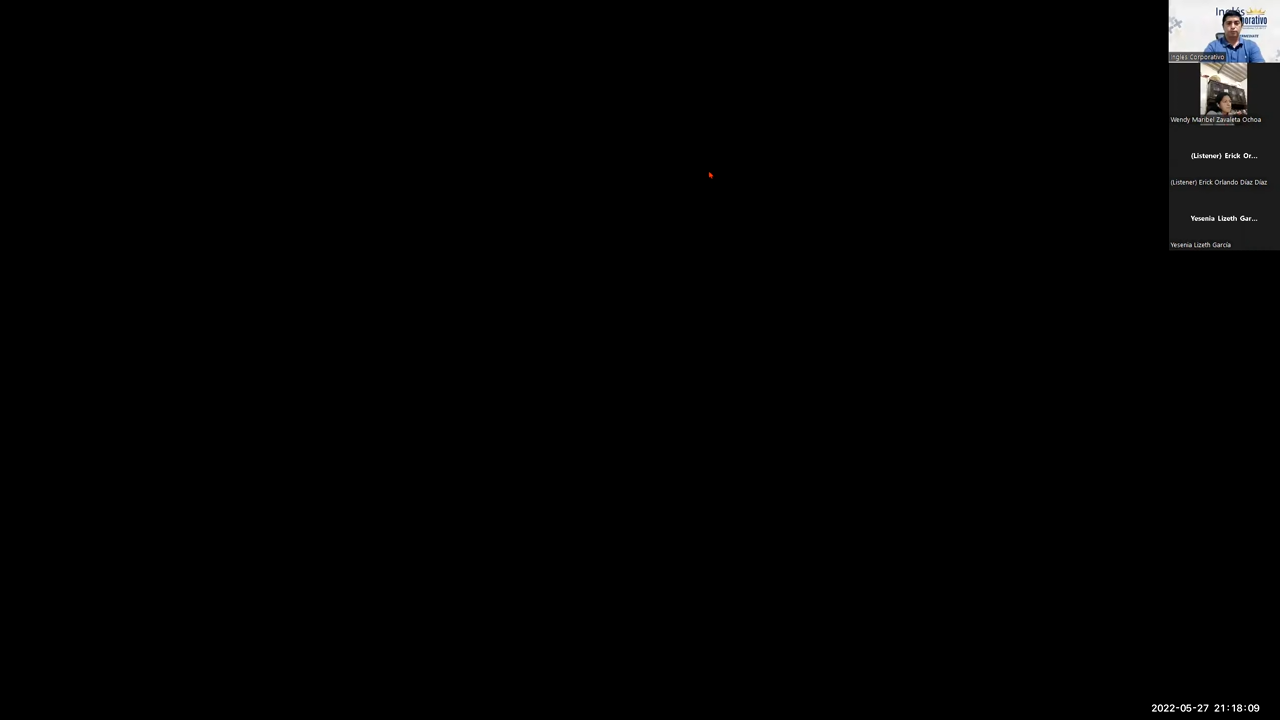 Inglés
Ingles Corporativo
Wendy Maribel Zavaleta Ochoa
(Listener) Erick Or...
(Listener) Erick Orlando Díaz Díaz
Yesenia Lizeth Gar...
Yesenia Lizeth García
2022-05-27 21:18:09